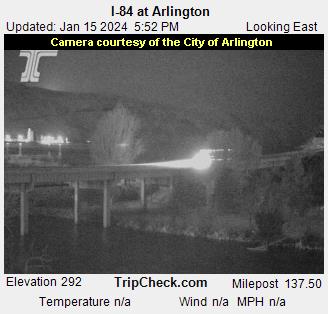 I-84 at Arlington
Updated: Jan 15 2024 5:52 PM Looking East
Camera courtesy of the City of Arlington
Elevation 292 TripCheck.com Milepost 137.50
Temperature n/a Wind n/a MPH n/a